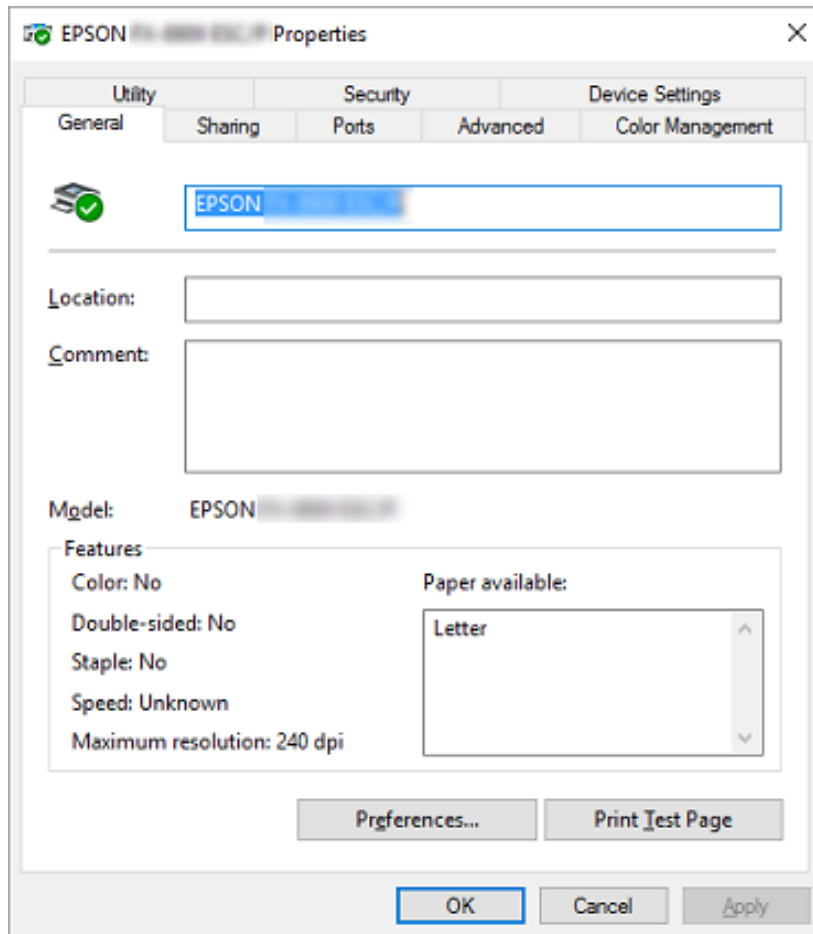 EPSON Properties
Utility Security Device Settings
General Sharing Ports Advanced Color Management
EPSON
Location:
Comment:
Model: EPSON
Features
Color: No
Paper available:
Double-sided: No
Letter
Staple: No
Speed: Unknown
Maximum resolution: 240 dpi
Preferences... Print Test Page
OK Cancel Apply